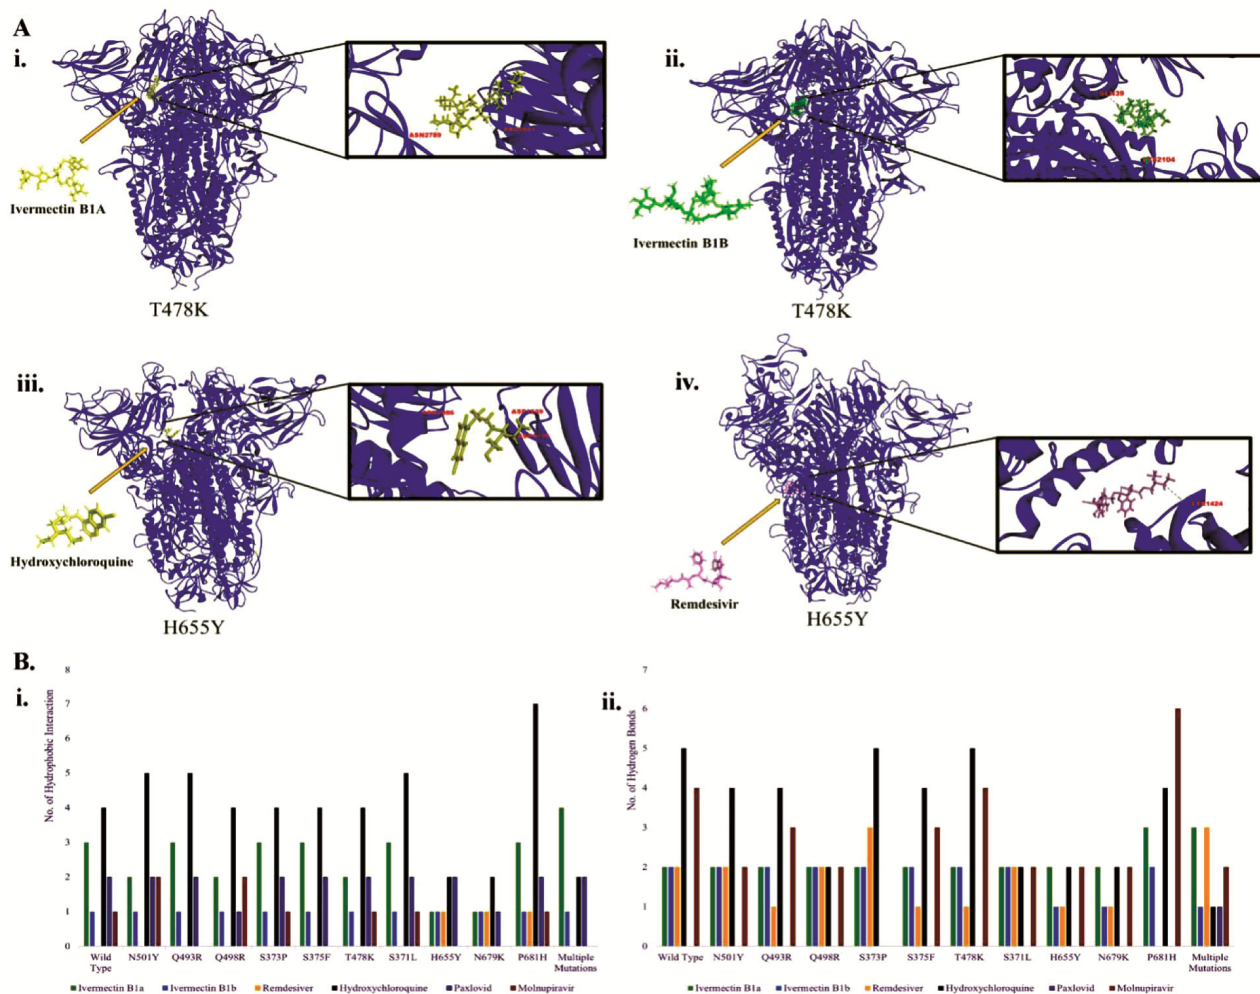 A
i.
ASN2789
Ivermectin B1A
T478K
ii.
Ivermectin B1B
T478K
iii.
Hydroxychloroquine
H655Y
iv.
Remdesivir
H655Y
B.
i.
No. of Hydrophobic Interaction
8
7
6
5
4
3
2
1
0
Wild Type N501Y Q493R Q498R S373P S375F T478K S371L H655Y N679K P681H Multiple Mutations
Ivermectin B1a Ivermectin B1b Remdesiver Hydroxychloroquine Paxlovid Molnupiravir
ii.
No. of Hydrogen Bonds
7
6
5
4
3
2
1
0
Wild Type N501Y Q493R Q498R S373P S375F T478K S371L H655Y N679K P681H Multiple Mutations
Ivermectin B1a Ivermectin B1b Remdesiver Hydroxychloroquine Paxlovid Molnupiravir